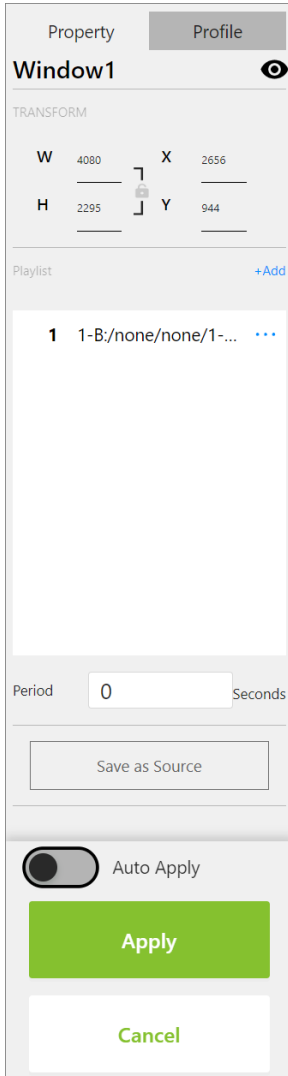 Property Profile
Window1
TRANSFORM
W 4080 X 2656
H 2295 Y 944
Playlist +Add
1 1-B:/none/none/1-... ...
Period 0 Seconds
Save as Source
Auto Apply
Apply
Cancel